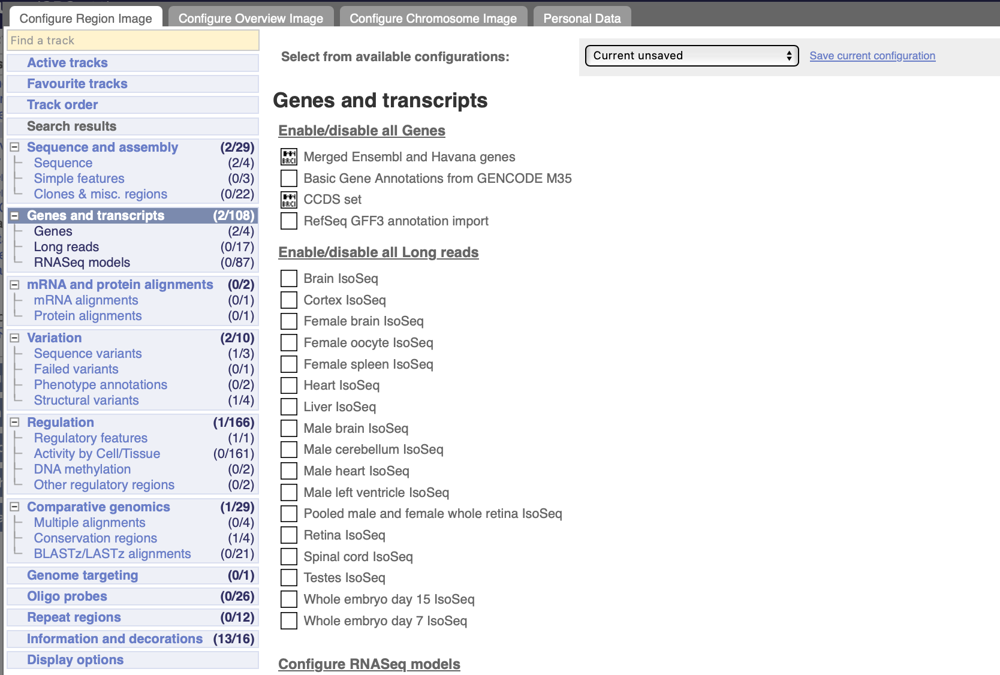 Configure Region Image
Configure Overview Image
Configure Chromosome Image
Personal Data
Find a track
Active tracks
Favourite tracks
Track order
Search results
Sequence and assembly (2/29)
Sequence (2/4)
Simple features (0/3)
Clones & misc. regions (0/22)
Genes and transcripts (2/108)
Genes (2/4)
Long reads (0/17)
RNASeq models (0/87)
mRNA and protein alignments (0/2)
mRNA alignments (0/1)
Protein alignments (0/1)
Variation (2/10)
Sequence variants (1/3)
Failed variants (0/1)
Phenotype annotations (0/2)
Structural variants (1/4)
Regulation (1/166)
Regulatory features (1/1)
Activity by Cell/Tissue (0/161)
DNA methylation (0/2)
Other regulatory regions (0/2)
Comparative genomics (1/29)
Multiple alignments (0/4)
Conservation regions (1/4)
BLASTz/LASTz alignments (0/21)
Genome targeting (0/1)
Oligo probes (0/26)
Repeat regions (0/12)
Information and decorations (13/16)
Display options
Select from available configurations:
Current unsaved
Save current configuration
Genes and transcripts
Enable/disable all Genes
BRCI Merged Ensembl and Havana genes
Basic Gene Annotations from GENCODE M35
BRCI CCDS set
RefSeq GFF3 annotation import
Enable/disable all Long reads
Brain IsoSeq
Cortex IsoSeq
Female brain IsoSeq
Female oocyte IsoSeq
Female spleen IsoSeq
Heart IsoSeq
Liver IsoSeq
Male brain IsoSeq
Male cerebellum IsoSeq
Male heart IsoSeq
Male left ventricle IsoSeq
Pooled male and female whole retina IsoSeq
Retina IsoSeq
Spinal cord IsoSeq
Testes IsoSeq
Whole embryo day 15 IsoSeq
Whole embryo day 7 IsoSeq
Configure RNASeq models